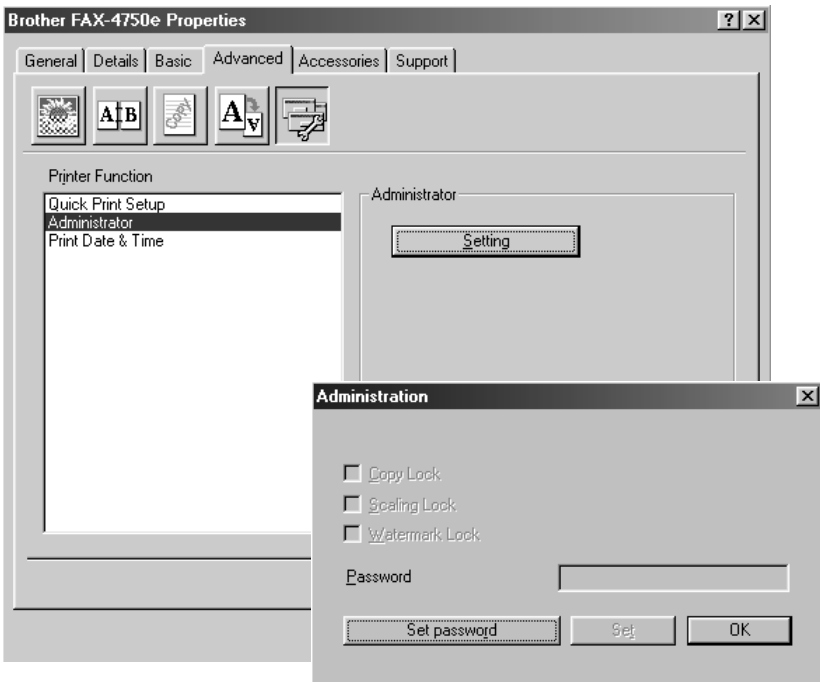 Brother FAX-4750e Properties
General Details Basic Advanced Accessories Support
A B
COPY
A A
Printer Function
Quick Print Setup
Administrator
Print Date & Time
Administrator
Setting
Administration
Copy Lock
Scaling Lock
Watermark Lock
Password
Set password Set OK